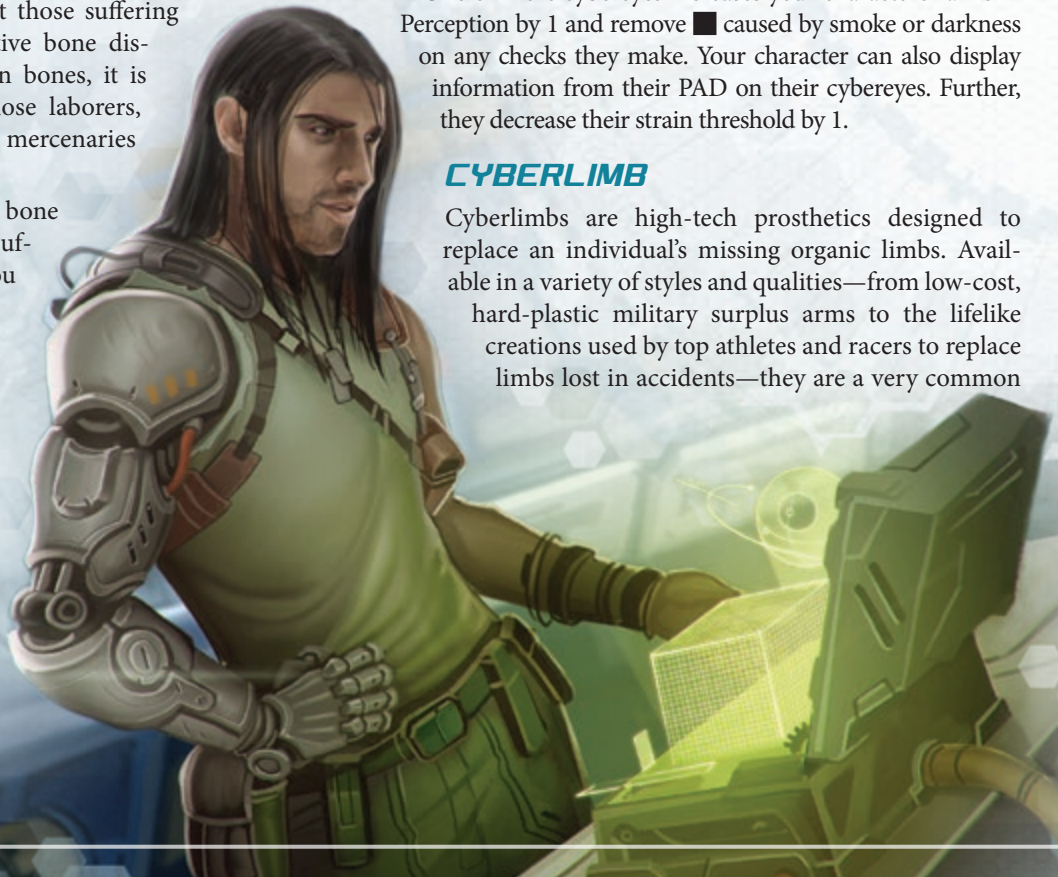 t those suffering
tive bone dis-
n bones, it is
ose laborers,
mercenaries
bone
uf-
ou
Perception by 1 and remove ■ caused by smoke or darkness
on any checks they make. Your character can also display
information from their PAD on their cybereyes. Further,
they decrease their strain threshold by 1.
CYBERLIMB
Cyberlimbs are high-tech prosthetics designed to
replace an individual's missing organic limbs. Avail-
able in a variety of styles and qualities—from low-cost,
hard-plastic military surplus arms to the lifelike
creations used by top athletes and racers to replace
limbs lost in accidents—they are a very common